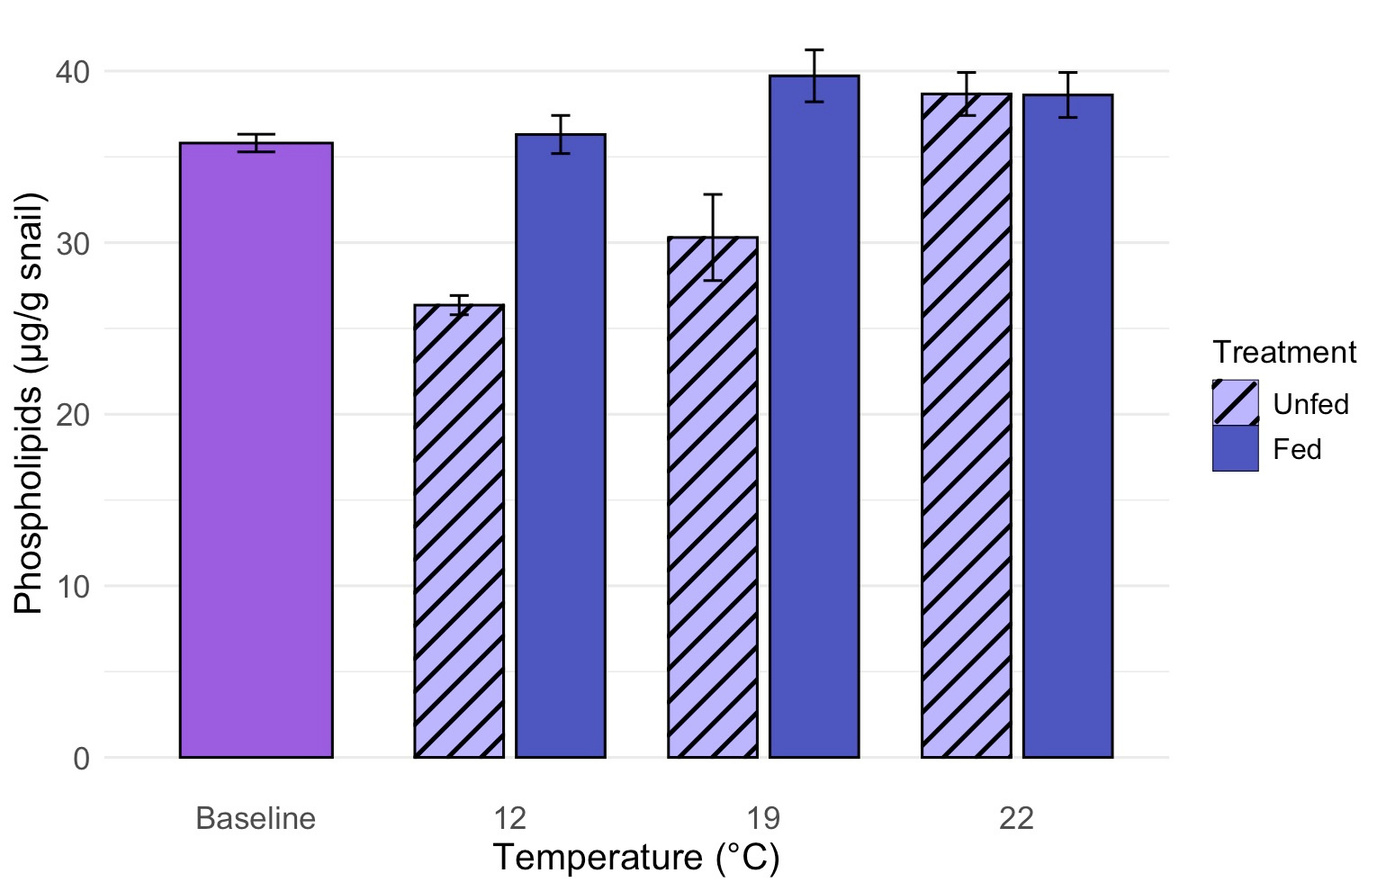 40
30
20
10
0
Phospholipids (µg/g snail)
Baseline
12
19
22
Temperature (°C)
Treatment
Unfed
Fed